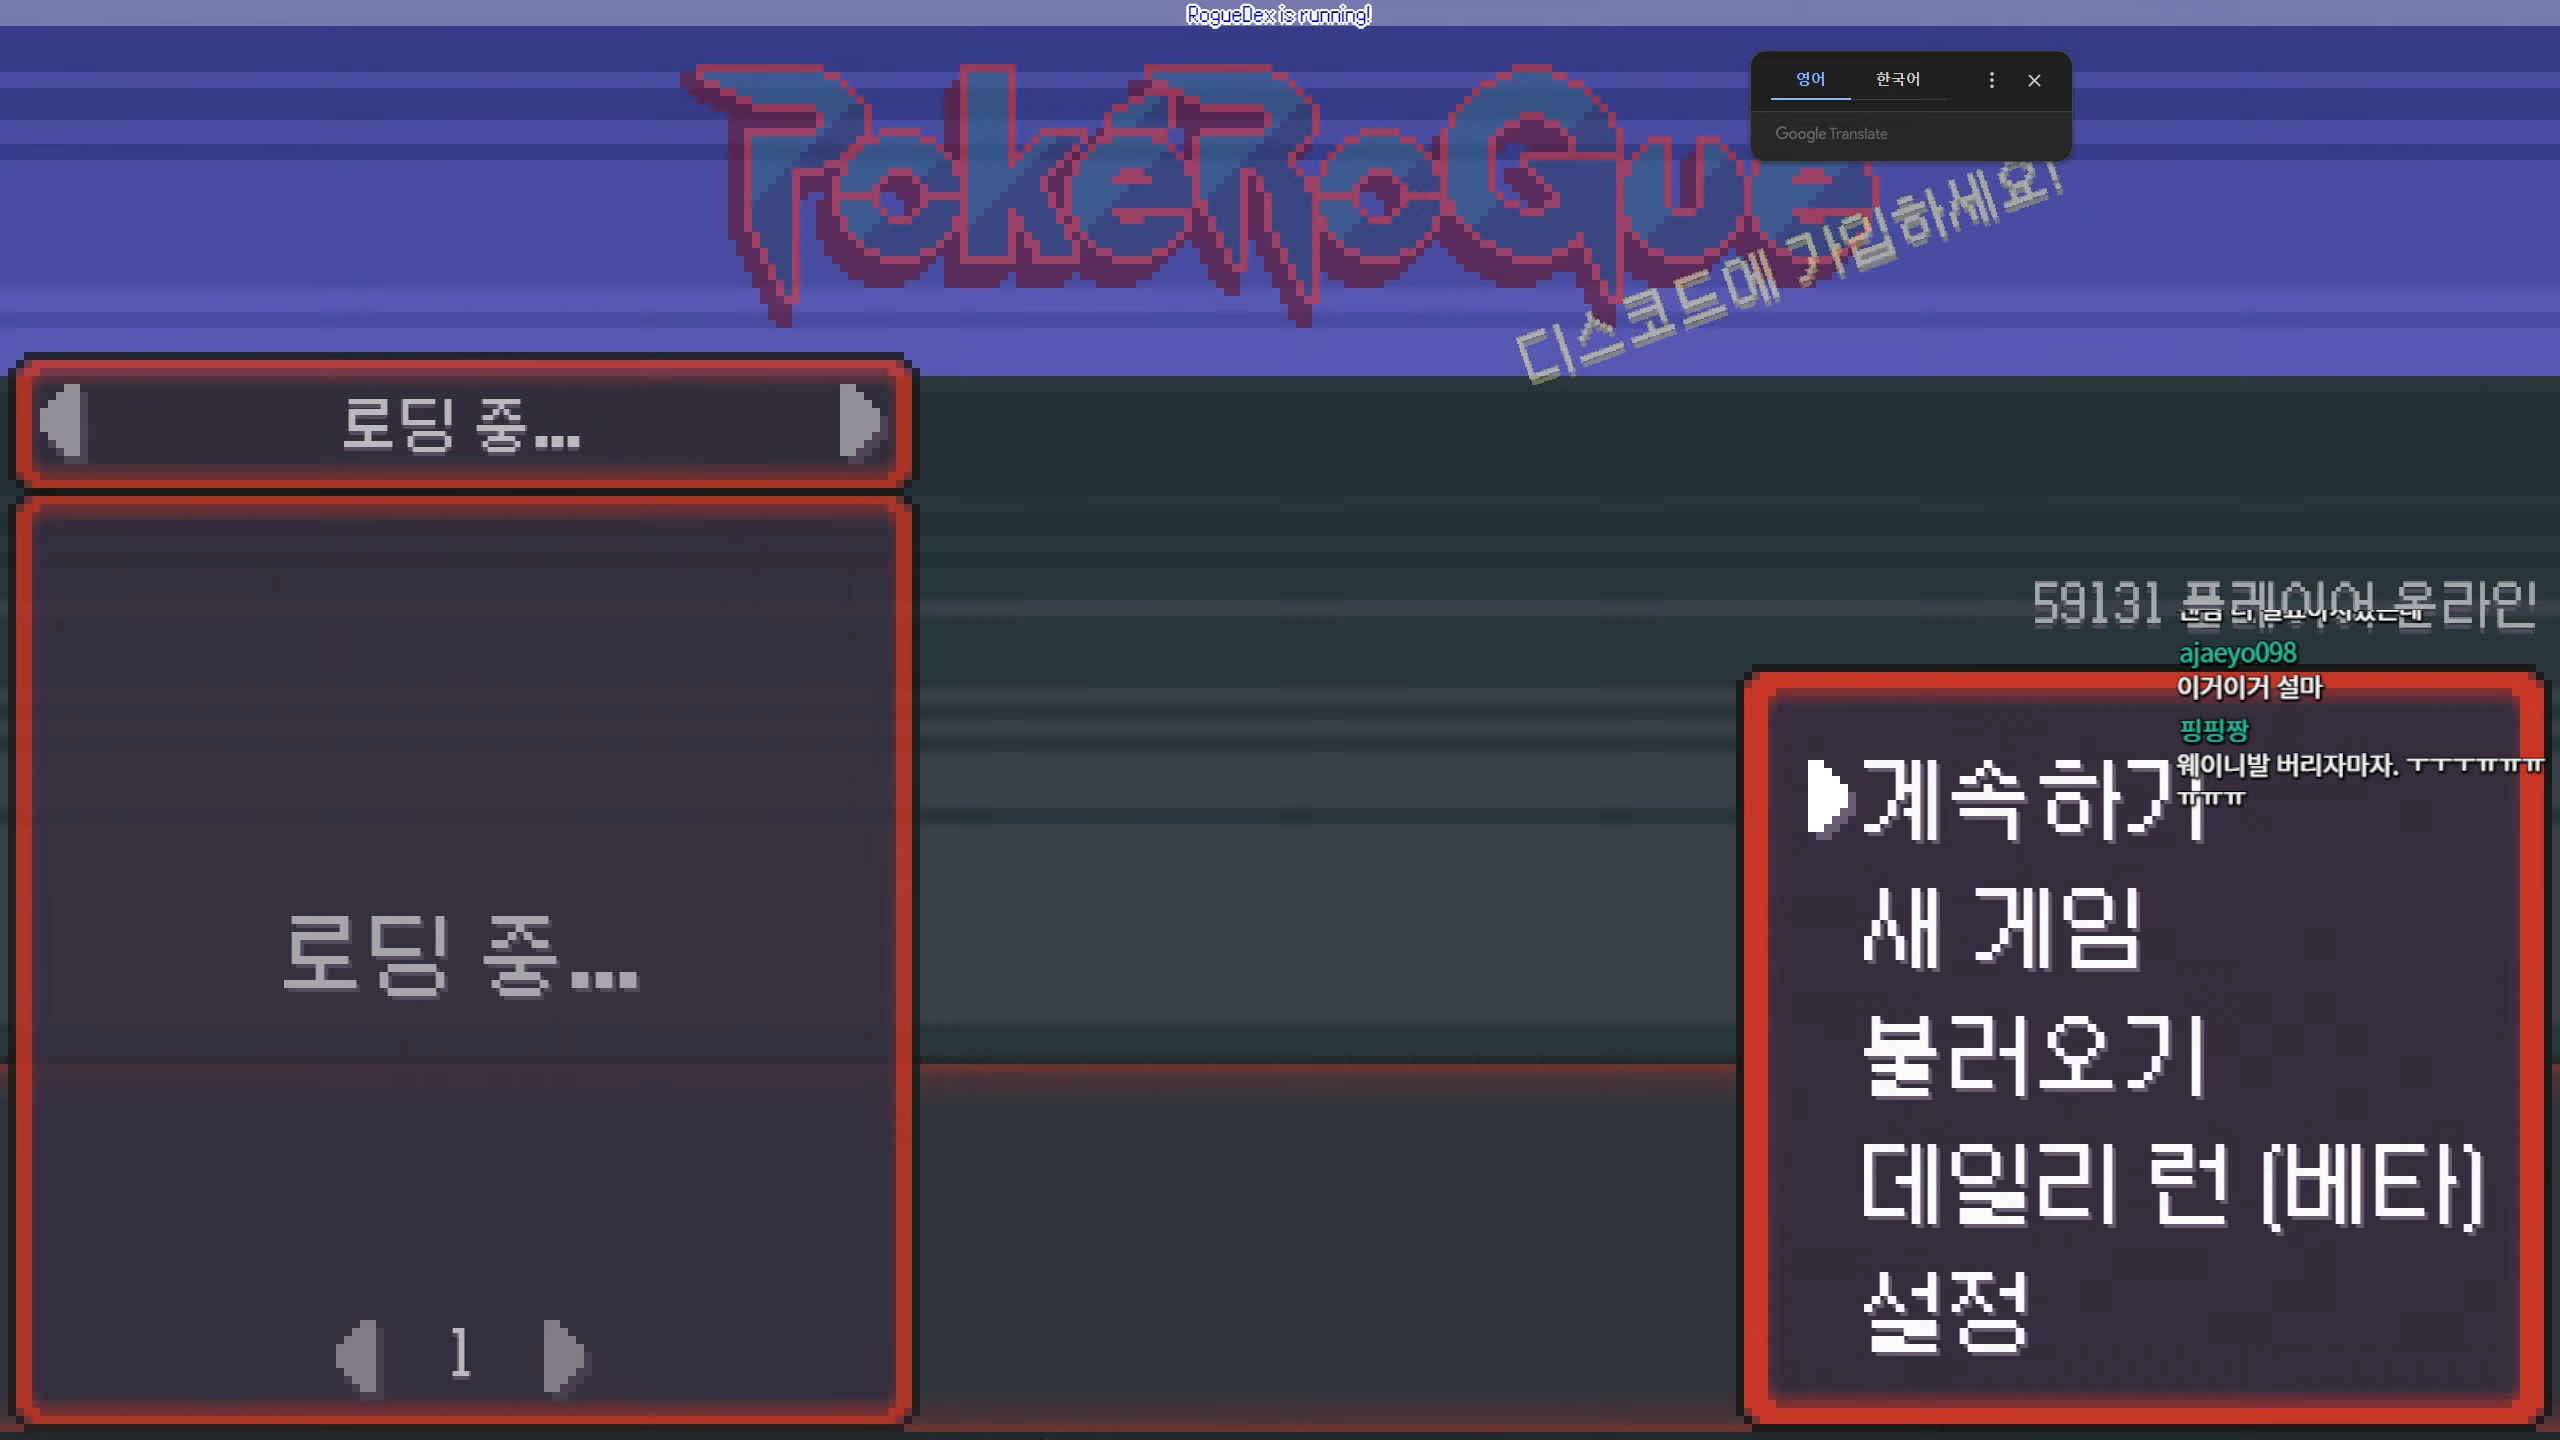 RogueDex is running!
PokéRogue
영어 한국어
Google Translate
디스코드에 가입하세요!
로딩 중...
로딩 중...
1
59131 플레이어 온라인
ajaeyo098
이거이거 설마
핑핑짱
웨이니발 버리자마자. ㅜㅜㅜㅠㅠㅠ
ㅠㅠㅠ
계속하기
새 게임
불러오기
데일리 런 (베타)
설정